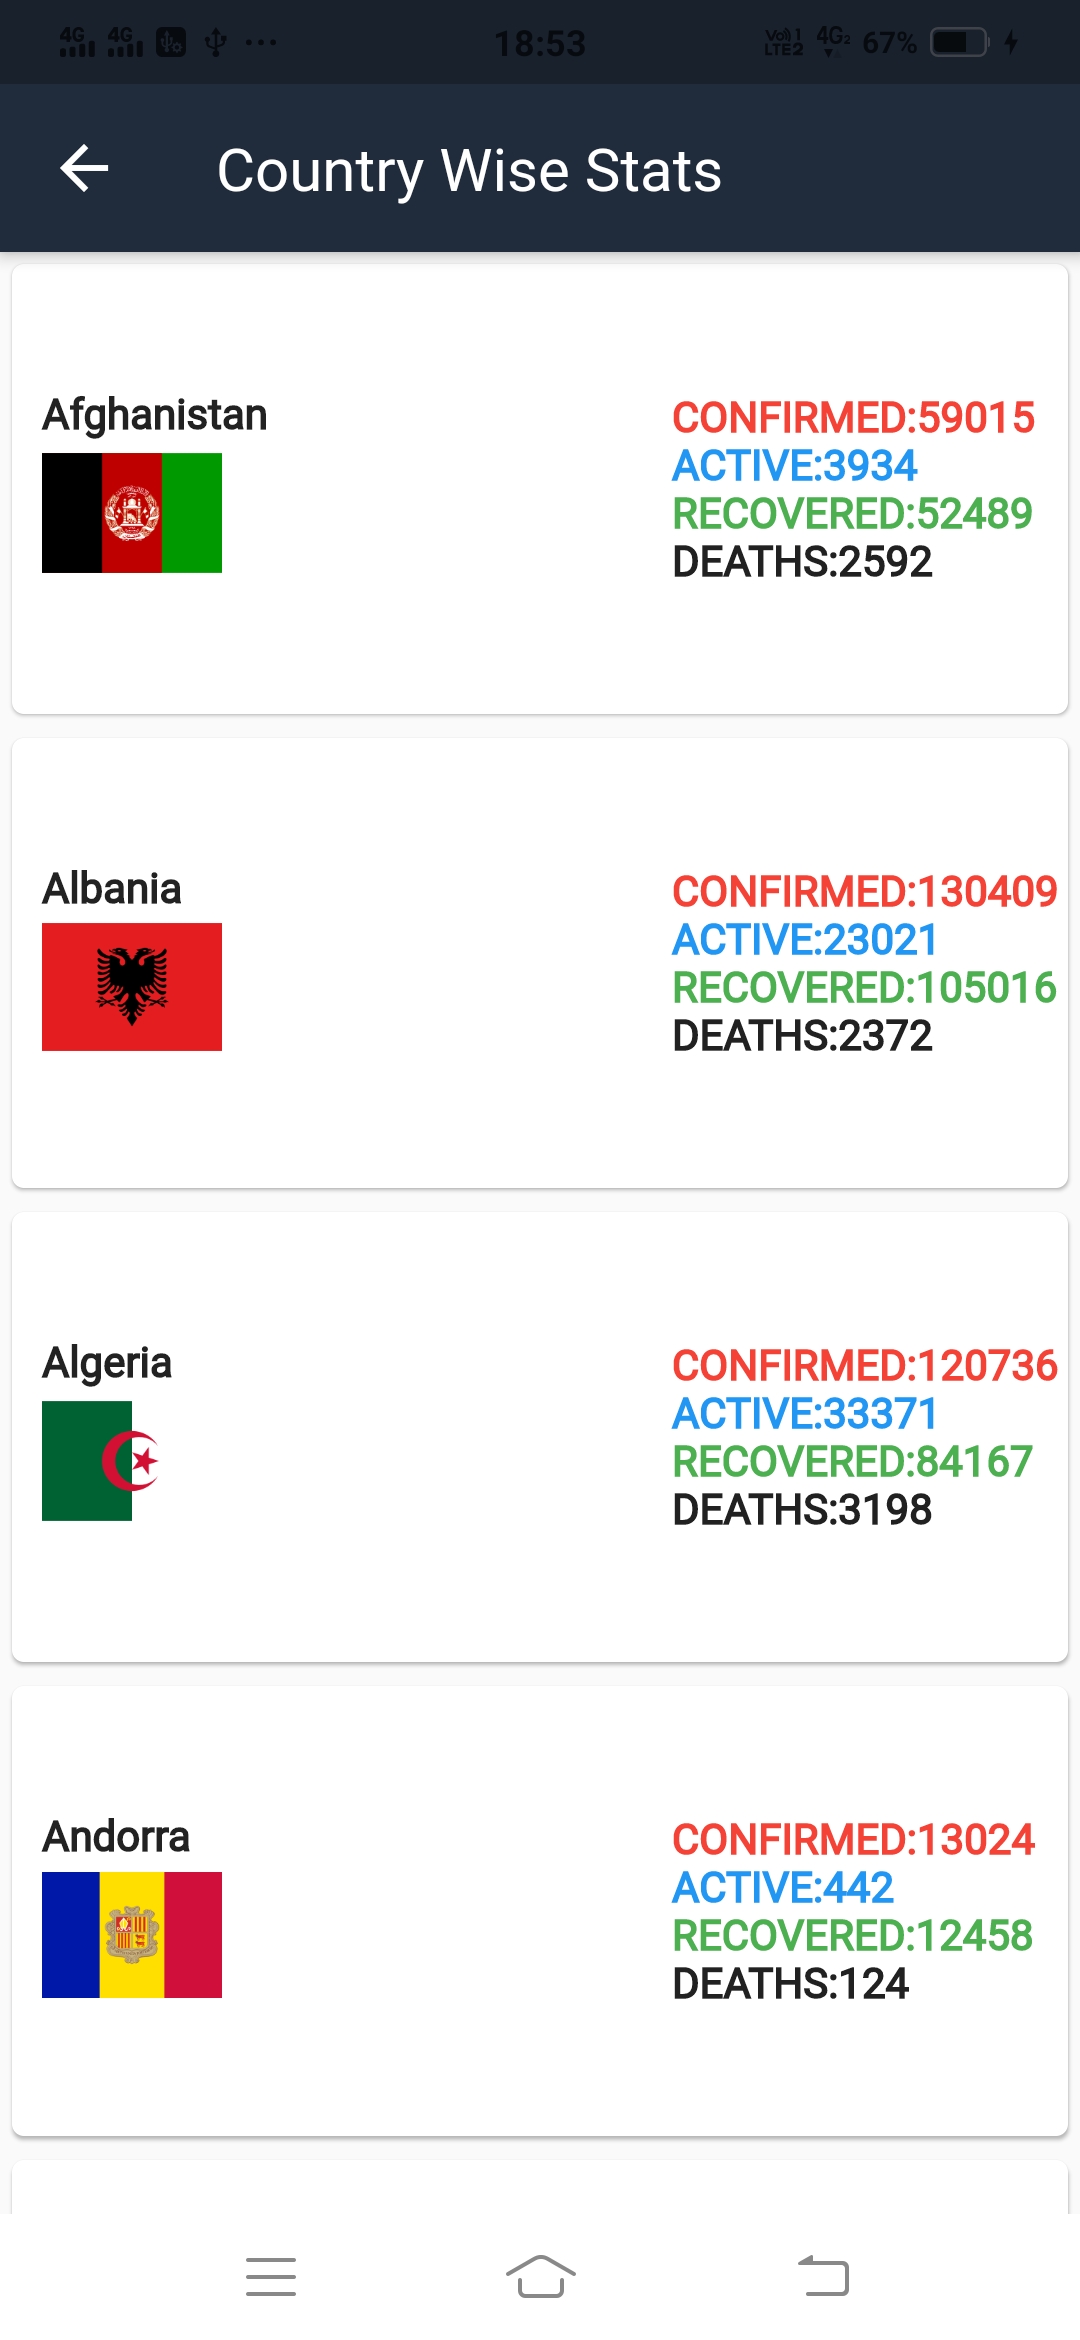 4G 4G ... 18:53 Vo)) 1 LTE2 4G2 67%
Country Wise Stats
Afghanistan
CONFIRMED:59015
ACTIVE:3934
RECOVERED:52489
DEATHS:2592
Albania
CONFIRMED:130409
ACTIVE:23021
RECOVERED:105016
DEATHS:2372
Algeria
CONFIRMED:120736
ACTIVE:33371
RECOVERED:84167
DEATHS:3198
Andorra
CONFIRMED:13024
ACTIVE:442
RECOVERED:12458
DEATHS:124